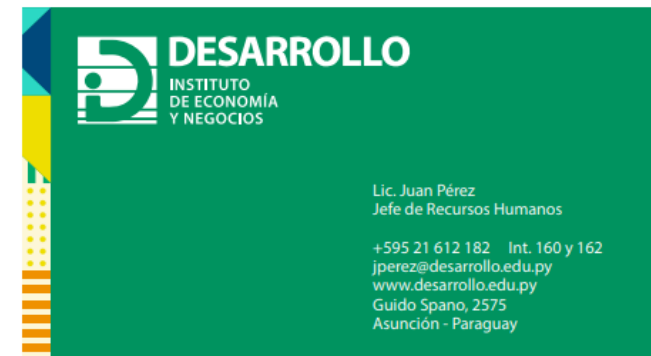 DESARROLLO
INSTITUTO
DE ECONOMÍA
Y NEGOCIOS
Lic. Juan Pérez
Jefe de Recursos Humanos
+595 21 612 182 Int. 160 y 162
jperez@desarrollo.edu.py
www.desarrollo.edu.py
Guido Spano, 2575
Asunción - Paraguay